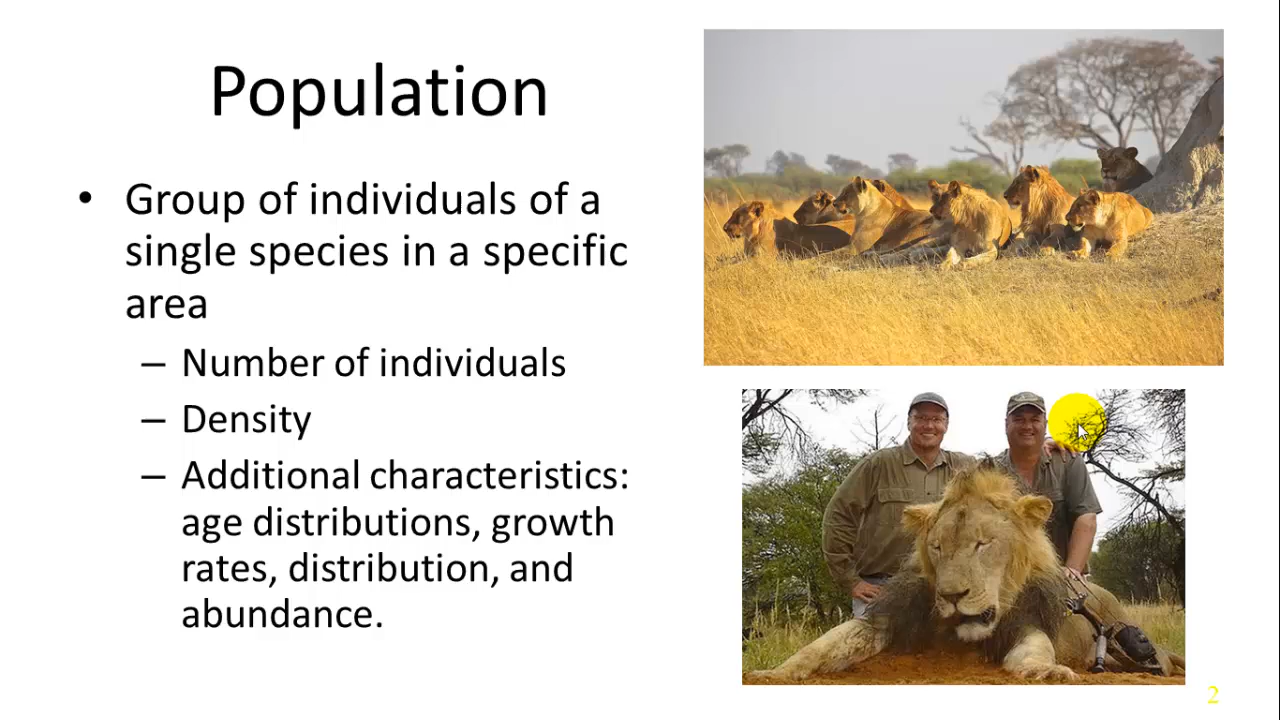 Population
• Group of individuals of a
single species in a specific
area
– Number of individuals
– Density
– Additional characteristics:
age distributions, growth
rates, distribution, and
abundance.
2